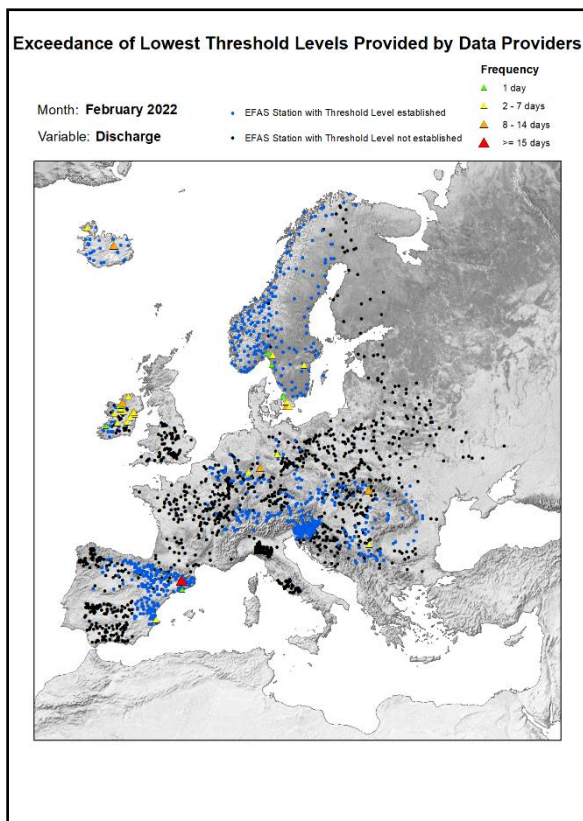 Exceedance of Lowest Threshold Levels Provided by Data Providers
Frequency
1 day
2 - 7 days
8 - 14 days
>= 15 days
Month: February 2022
EFAS Station with Threshold Level established
Variable: Discharge
EFAS Station with Threshold Level not established